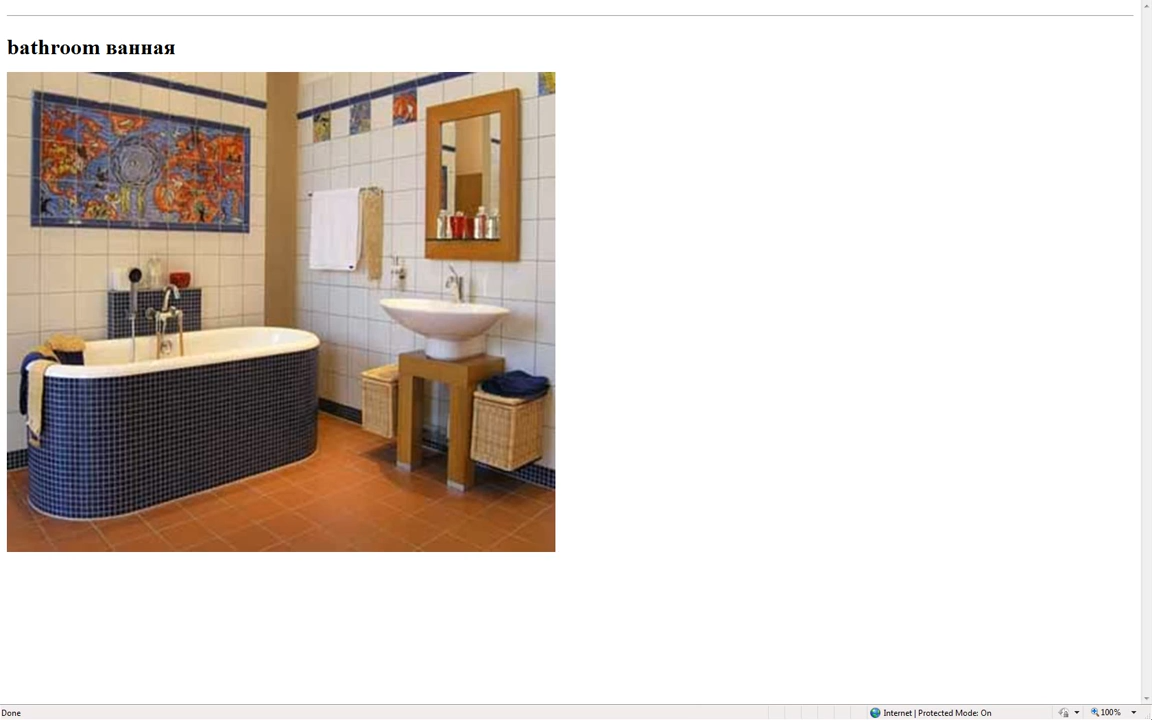 bathroom ванная
Done
Internet | Protected Mode: On
100%